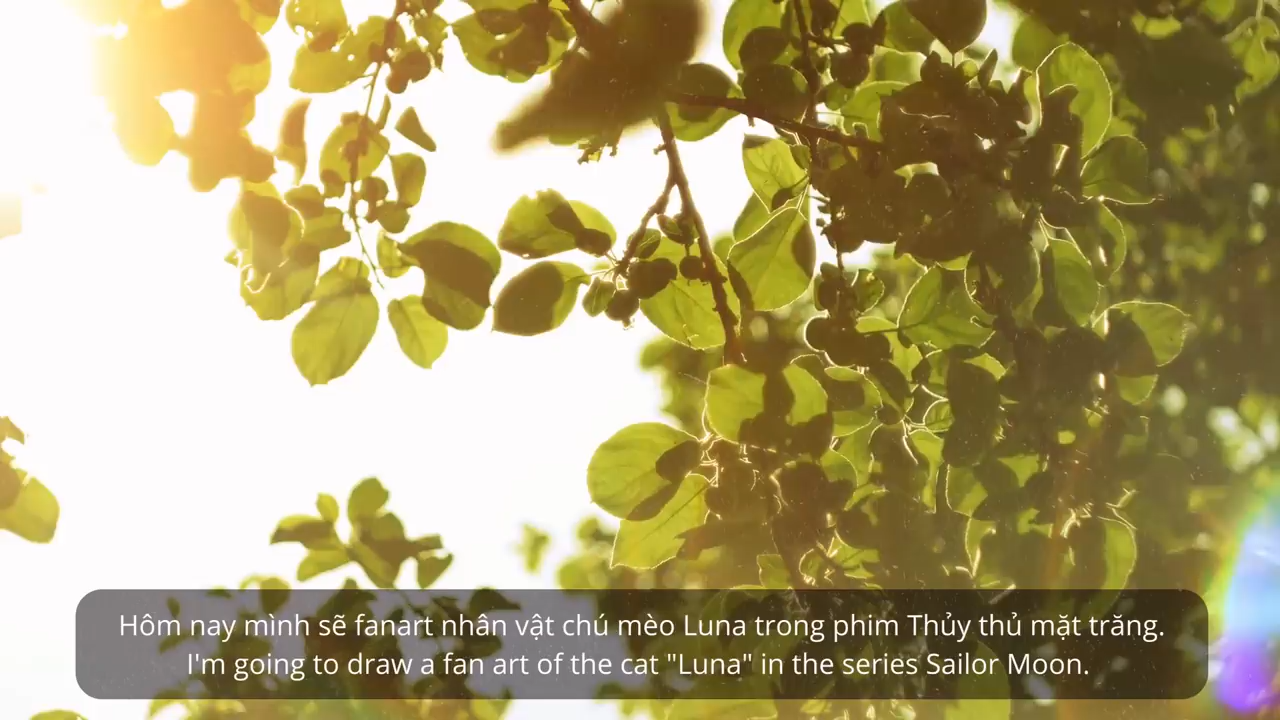 Hôm nay mình sẽ fanart nhân vật chú mèo Luna trong phim Thủy thủ mặt trăng.
I'm going to draw a fan art of the cat "Luna" in the series Sailor Moon.